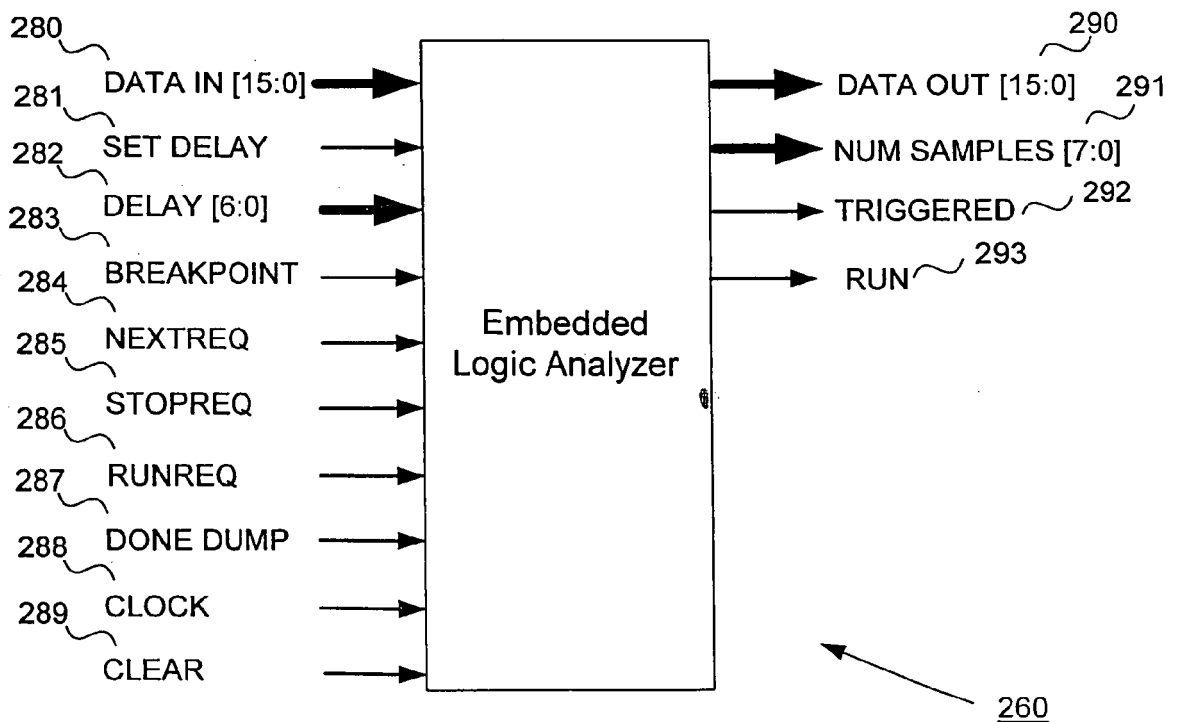 280
DATA IN [15:0]
281
SET DELAY
282
DELAY [6:0]
283
BREAKPOINT
284
NEXTREQ
285
STOPREQ
286
RUNREQ
287
DONE DUMP
288
CLOCK
289
CLEAR
Embedded
Logic Analyzer
290
DATA OUT [15:0]
291
NUM SAMPLES [7:0]
TRIGGERED 292
RUN 293
260